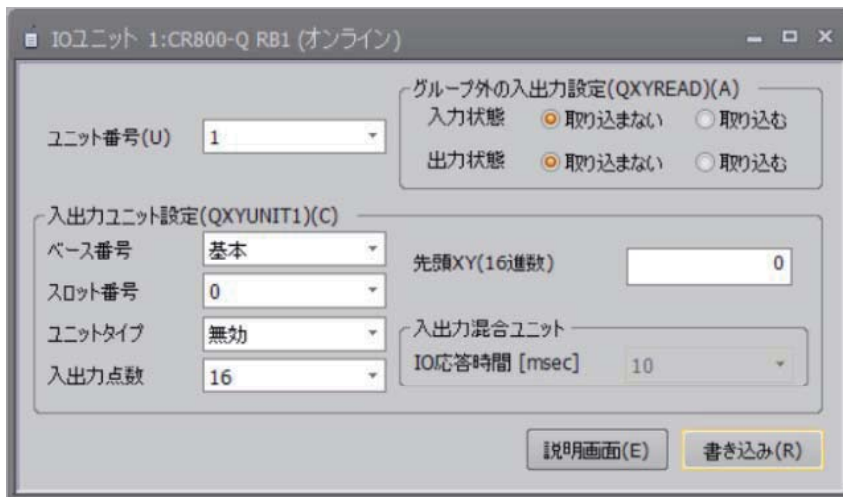 IOユニット 1:CR800-Q RB1 (オンライン)
グループ外の入出力設定(QXYREAD)(A)
ユニット番号(U) 1
入力状態 取り込まない 取り込む
出力状態 取り込まない 取り込む
入出力ユニット設定(QXYUNIT1)(C)
ベース番号 基本
スロット番号 0
ユニットタイプ 無効
入出力点数 16
先頭XY(16進数) 0
入出力混合ユニット
IO応答時間 [msec] 10
説明画面(E) 書き込み(R)